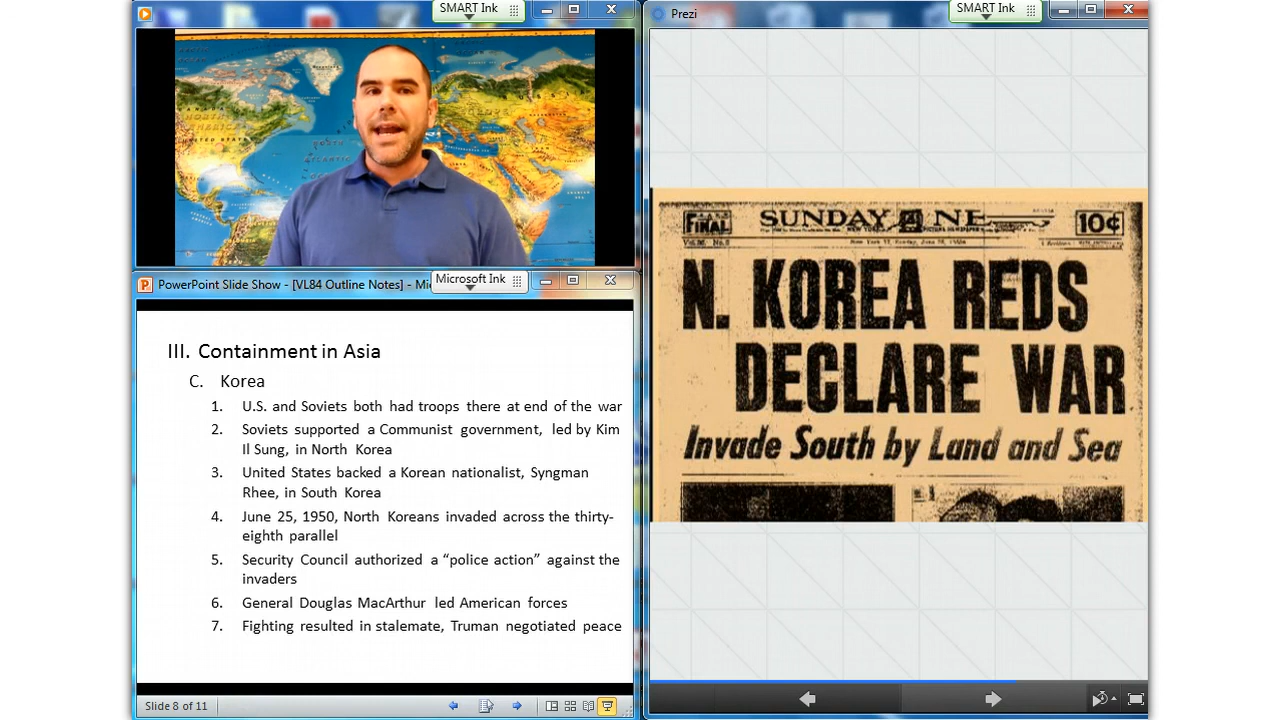 SMART Ink
III. Containment in Asia
C. Korea
1. U.S. and Soviets both had troops there at end of the war
2. Soviets supported a Communist government, led by Kim
Il Sung, in North Korea
3. United States backed a Korean nationalist, Syngman
Rhee, in South Korea
4. June 25, 1950, North Koreans invaded across the thirty-
eighth parallel
5. Security Council authorized a “police action” against the
invaders
6. General Douglas MacArthur led American forces
7. Fighting resulted in stalemate, Truman negotiated peace
PowerPoint Slide Show - [VL84 Outline Notes] - Mi
Microsoft Ink
Slide 8 of 11
Prezi
SMART Ink
FINAL
SUNDAY NE
10¢
N. KOREA REDS
DECLARE WAR
Invade South by Land and Sea